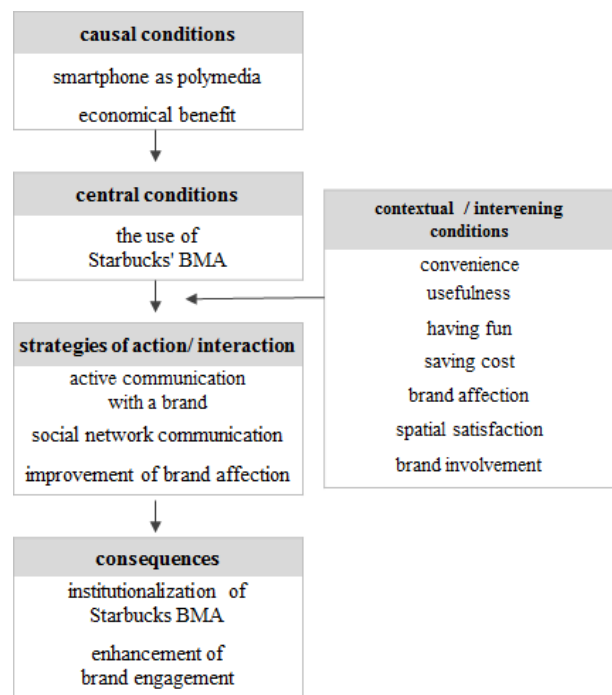 causal conditions
smartphone as polymedia
economical benefit
central conditions
the use of
Starbucks' BMA
contextual / intervening
conditions
convenience
usefulness
having fun
saving cost
brand affection
spatial satisfaction
brand involvement
strategies of action/ interaction
active communication
with a brand
social network communication
improvement of brand affection
consequences
institutionalization of
Starbucks BMA
enhancement of
brand engagement